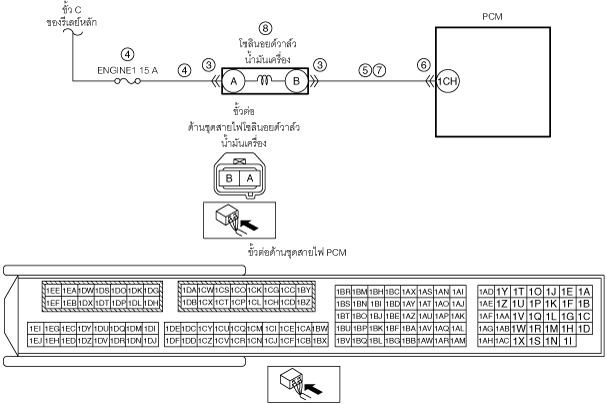 ขั้ว C
ของรีเลย์หลัก
⑧
โซลินอยด์วาล์ว
น้ำมันเครื่อง
PCM
④
ENGINE1 15 A
④
③
A
B
③
⑤⑦
⑥
1CH
ขั้วต่อ
ด้านชุดสายไฟโซลินอยด์วาล์ว
น้ำมันเครื่อง
B A
ขั้วต่อด้านชุดสายไฟ PCM
1EE 1EA 1DW 1DS 1DO 1DK 1DG 1DA 1CW 1CS 1CO 1CK 1CG 1CC 1BY 1BR 1BM 1BH 1BC 1AX 1AS 1AN 1AI 1AD 1Y 1T 1O 1J 1E 1A
1EF 1EB 1DX 1DT 1DP 1DL 1DH 1DB 1CX 1CT 1CP 1CL 1CH 1CD 1BZ 1BS 1BN 1BI 1BD 1AY 1AT 1AO 1AJ 1AE 1Z 1U 1P 1K 1F 1B
1BT 1BO 1BJ 1BE 1AZ 1AU 1AP 1AK 1AF 1AA 1V 1Q 1L 1G 1C
1EI 1EG 1EC 1DY 1DU 1DQ 1DM 1DI 1DE 1DC 1CY 1CU 1CQ 1CM 1CI 1CE 1CA 1BW 1BU 1BP 1BK 1BF 1BA 1AV 1AQ 1AL 1AG 1AB 1W 1R 1M 1H 1D
1EJ 1EH 1ED 1DZ 1DV 1DR 1DN 1DJ 1DF 1DD 1CZ 1CV 1CR 1CN 1CJ 1CF 1CB 1BX 1BV 1BQ 1BL 1BG 1BB 1AW 1AR 1AM 1AH 1AC 1X 1S 1N 1I